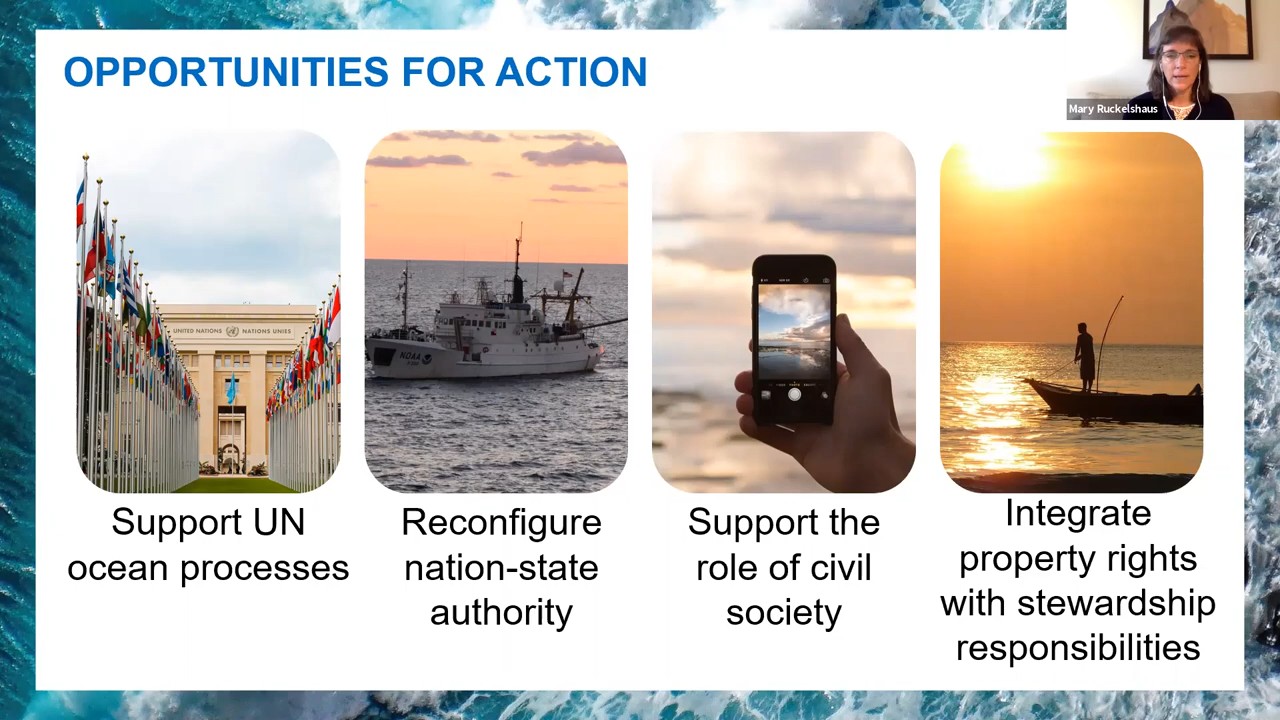 OPPORTUNITIES FOR ACTION
Mary Ruckelshaus
UNITED NATIONS NATIONS UNIES
NOAA
Support UN
ocean processes
Reconfigure
nation-state
authority
Support the
role of civil
society
Integrate
property rights
with stewardship
responsibilities